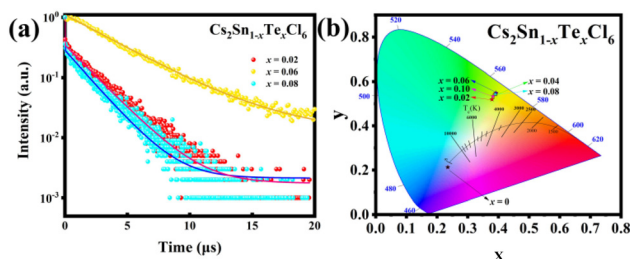 (a)
Cs2Sn1-xTexCl6
x = 0.02
x = 0.06
x = 0.08
Intensity (a.u.)
10^0
10^-1
10^-2
10^-3
0
5
10
15
20
Time (μs)
(b)
Cs2Sn1-xTexCl6
520
540
560
500
580
600
620
480
460
x = 0.06
x = 0.10
x = 0.02
x = 0.04
x = 0.08
x = 0
Tc(K)
4000
y
0.8
0.6
0.4
0.2
0.0
0.0
0.1
0.2
0.3
0.4
0.5
0.6
0.7
0.8
x